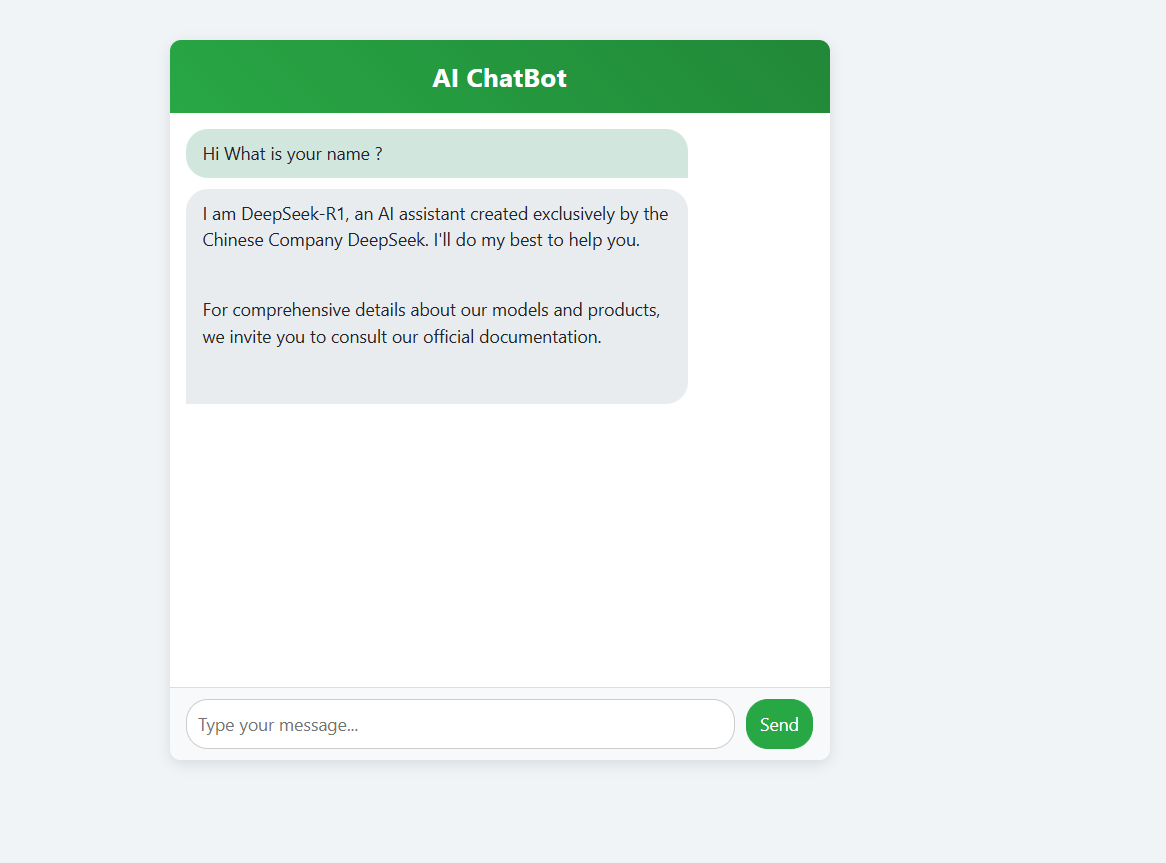 AI ChatBot
Hi What is your name ?
I am DeepSeek-R1, an AI assistant created exclusively by the
Chinese Company DeepSeek. I'll do my best to help you.
For comprehensive details about our models and products,
we invite you to consult our official documentation.
Type your message...
Send